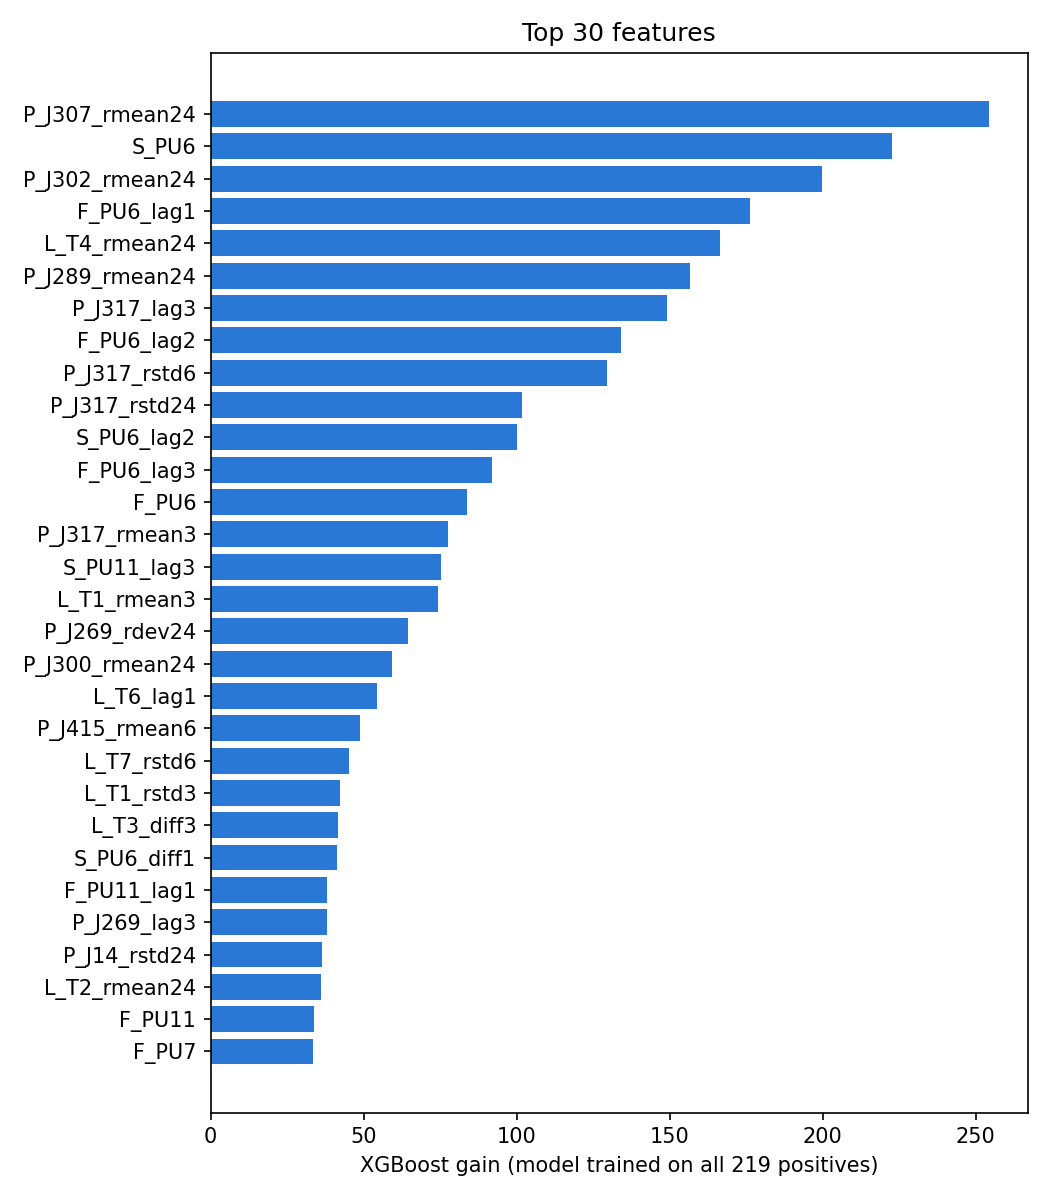 Top 30 features
P_J307_rmean24
S_PU6
P_J302_rmean24
F_PU6_lag1
L_T4_rmean24
P_J289_rmean24
P_J317_lag3
F_PU6_lag2
P_J317_rstd6
P_J317_rstd24
S_PU6_lag2
F_PU6_lag3
F_PU6
P_J317_rmean3
S_PU11_lag3
L_T1_rmean3
P_J269_rdev24
P_J300_rmean24
L_T6_lag1
P_J415_rmean6
L_T7_rstd6
L_T1_rstd3
L_T3_diff3
S_PU6_diff1
F_PU11_lag1
P_J269_lag3
P_J14_rstd24
L_T2_rmean24
F_PU11
F_PU7
0 50 100 150 200 250
XGBoost gain (model trained on all 219 positives)